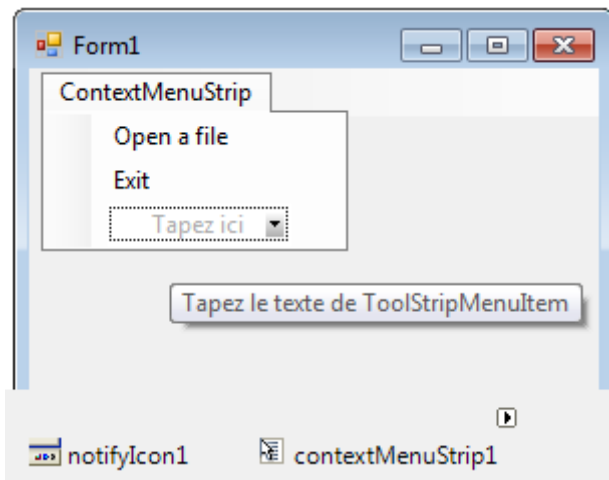 Form1
ContextMenuStrip
Open a file
Exit
Tapez ici
Tapez le texte de ToolStripMenuItem
notifyIcon1 contextMenuStrip1